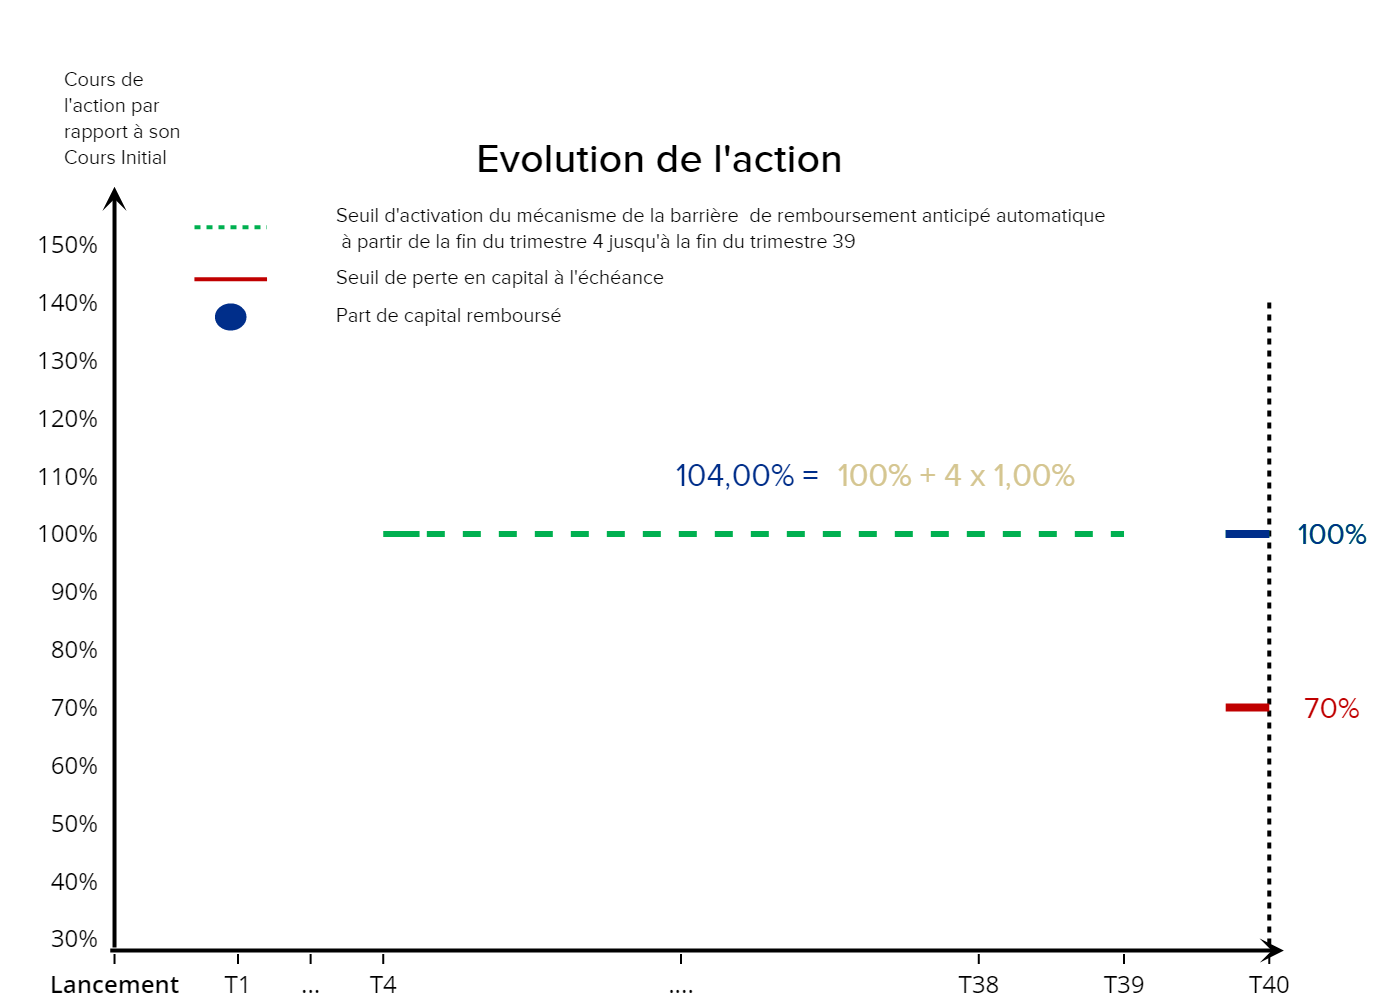 Cours de
l'action par
rapport à son
Cours Initial
Evolution de l'action
Seuil d'activation du mécanisme de la barrière  de remboursement anticipé automatique
à partir de la fin du trimestre 4 jusqu'à la fin du trimestre 39
Seuil de perte en capital à l'échéance
Part de capital remboursé
150%
140%
130%
120%
110%
100%
90%
80%
70%
60%
50%
40%
30%
104,00% = 100% + 4 x 1,00%
100%
70%
Lancement T1 ... T4 .... T38 T39 T40